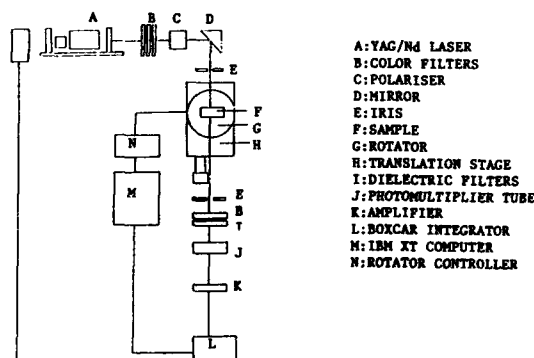 A
B
C
D
E
F
G
H
N
M
E
B
I
J
K
L
A:YAG/Nd LASER
B:COLOR FILTERS
C:POLARISER
D:MIRROR
E:IRIS
F:SAMPLE
G:ROTATOR
H:TRANSLATION STAGE
I:DIELECTRIC FILTERS
J:PHOTOMULTIPLIER TUBE
K:AMPLIFIER
L:BOXCAR INTEGRATOR
M:IBM XT COMPUTER
N:ROTATOR CONTROLLER